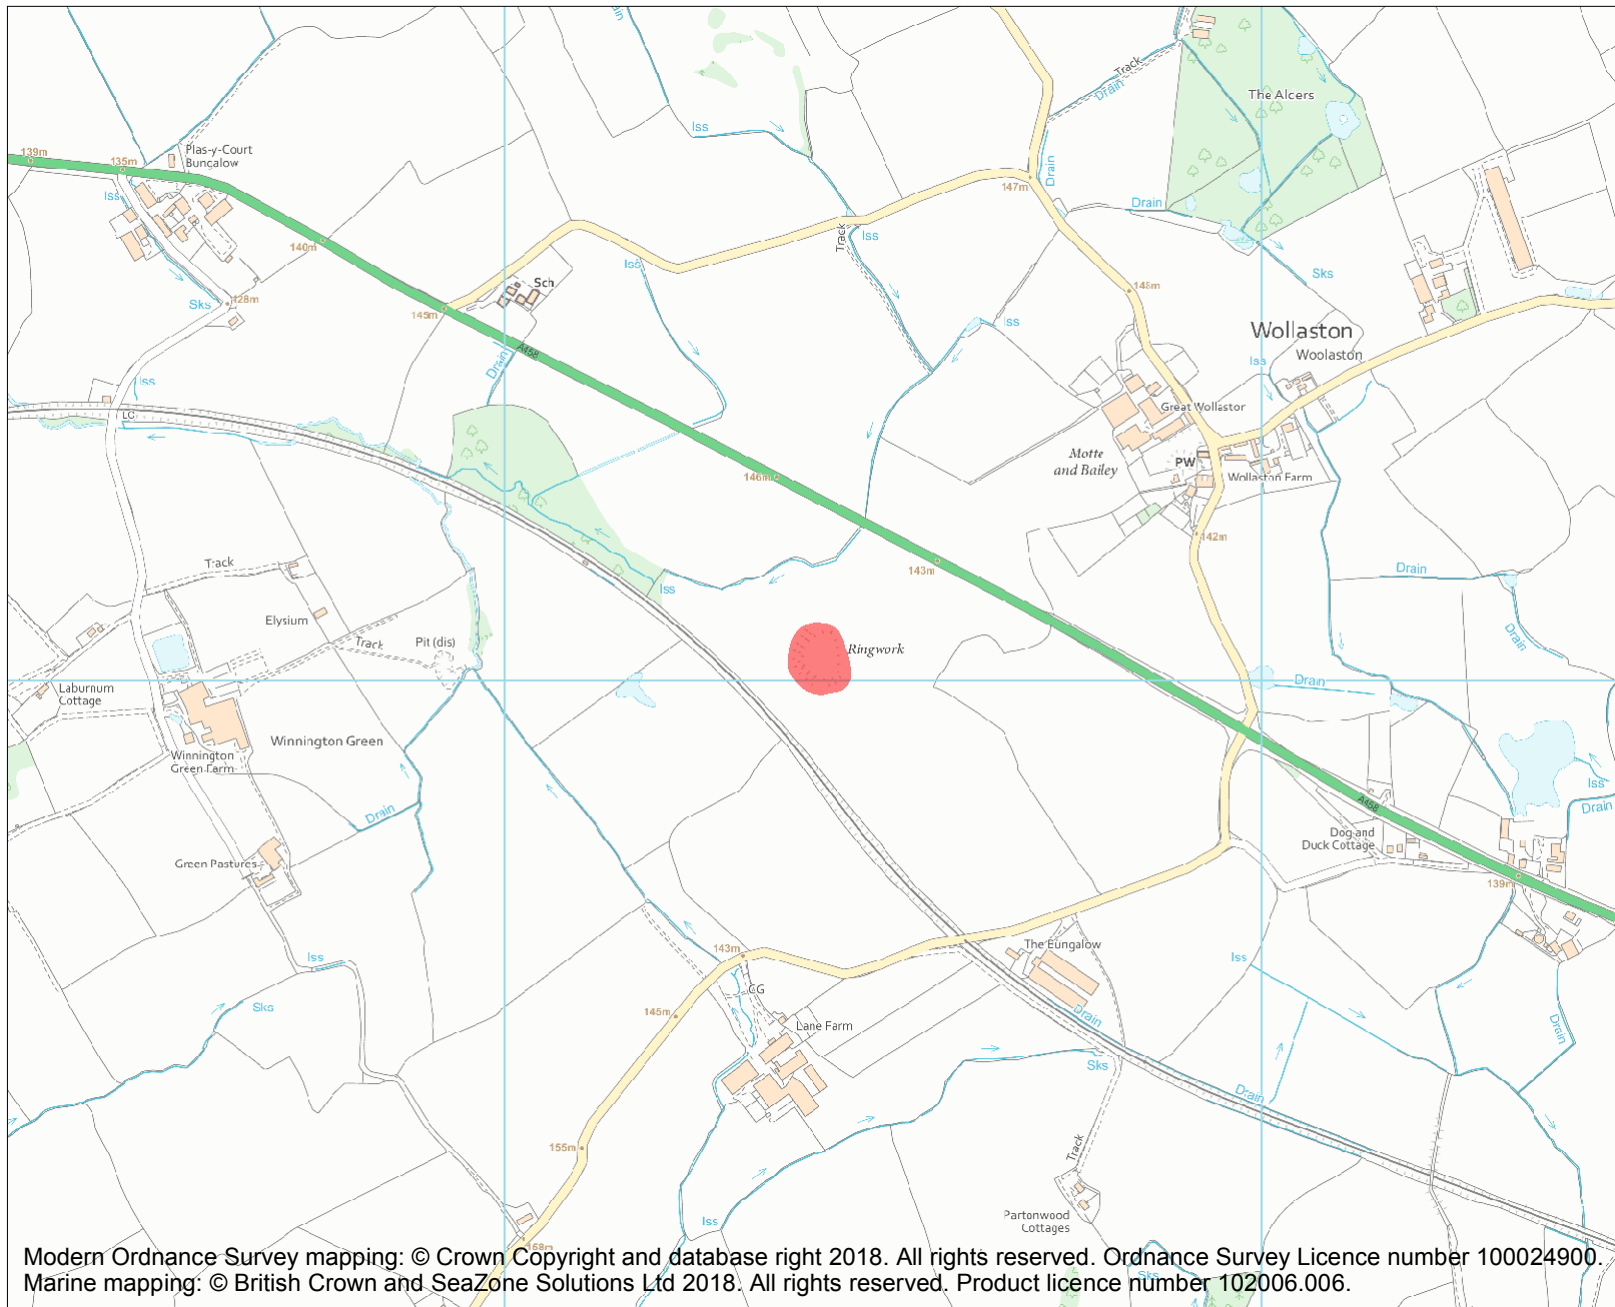 Iss
Track
Drain
The Alders
139m
135m
Plas-y-Court
Bungalow
Iss
Drain
147m
Drain
Iss
Track
Iss
140m
Iss
Sks
Sch
Sks
128m
145m
148m
Iss
Wollaston
Woolaston
A458
Drain
Iss
Iss
LC
Great Wollaston
Motte
and Bailey
PW
Wollaston Farm
146m
142m
Track
143m
Drain
Iss
Elysium
Track
Pit (dis)
Ringwork
Drain
Laburnum
Cottage
Drain
Winnington Green
Winnington
Green Farm
Iss
Drain
A458
Drain
Dog and
Duck Cottage
Green Pastures
139m
143m
The Bungalow
Iss
Iss
CG
Sks
145m
Lane Farm
Drain
Drain
Sks
Drain
155m
Track
Partonwood
Cottages
Iss
168m
Sks
Modern Ordnance Survey mapping: © Crown Copyright and database right 2018. All rights reserved. Ordnance Survey Licence number 100024900.
Marine mapping: © British Crown and SeaZone Solutions Ltd 2018. All rights reserved. Product licence number 102006.006.